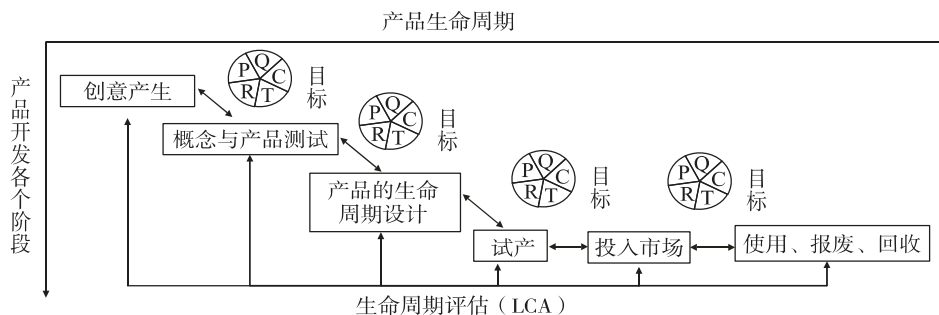 产品生命周期
产品开发各个阶段
创意产生
P Q C T R
目标
概念与产品测试
P Q C T R
目标
产品的生命
周期设计
P Q C T R
目标
试产
投入市场
P Q C T R
目标
使用、报废、回收
生命周期评估（LCA）